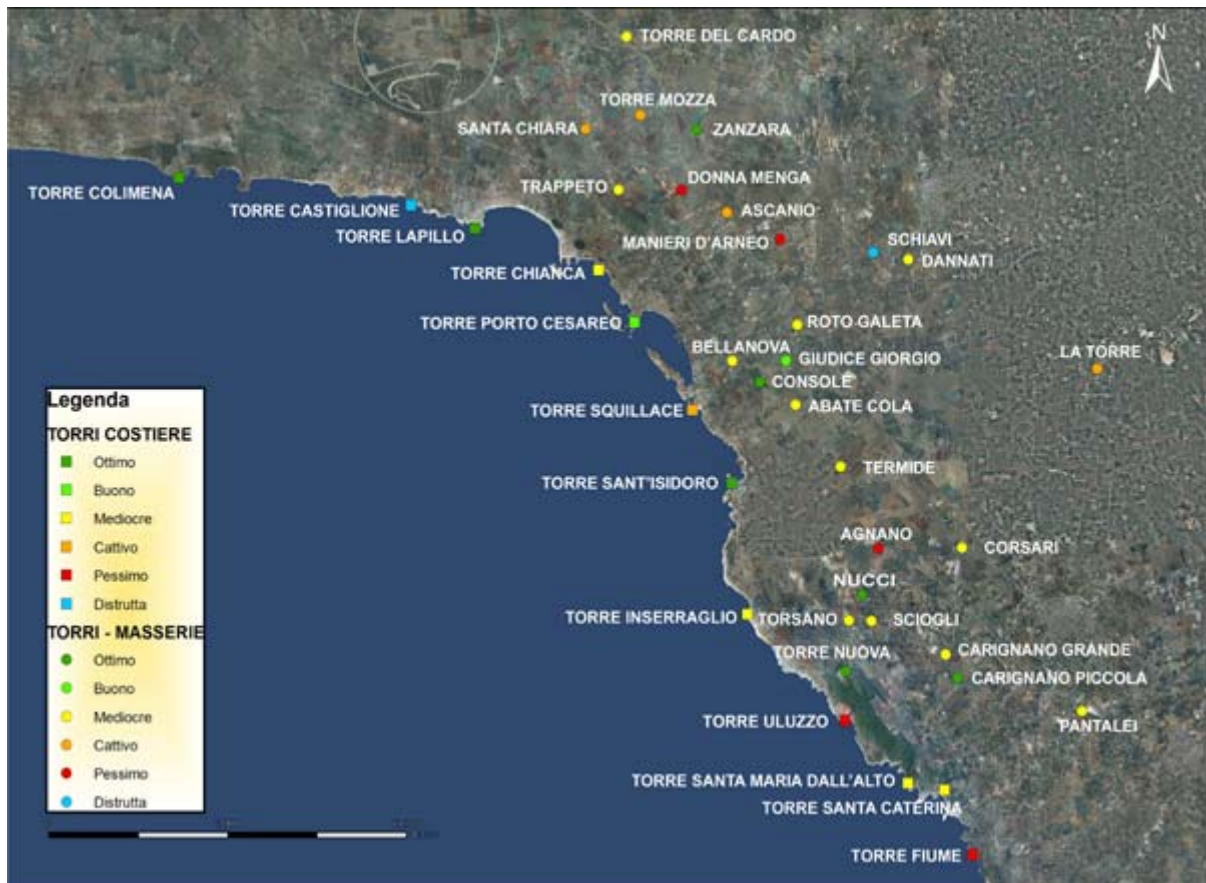 TORRE DEL CARDO
N
TORRE MOZZA
SANTA CHIARA
ZANZARA
TORRE COLIMENA
TRAPPETO
DONNA MENGA
TORRE CASTIGLIONE
ASCANIO
TORRE LAPILLO
MANIERI D'ARNEO
SCHIAVI
DANNATI
TORRE CHIANCA
TORRE PORTO CESAREO
ROTO GALETA
BELLANOVA
GIUDICE GIORGIO
LA TORRE
CONSOLE
TORRE SQUILLACE
ABATE COLA
TERMIDE
TORRE SANT'ISIDORO
AGNANO
CORSARI
NUCCI
TORRE INSERRAGLIO
TORSANO
SCIOGLI
TORRE NUOVA
CARIGNANO GRANDE
CARIGNANO PICCOLA
TORRE ULUZZO
PANTALEI
TORRE SANTA MARIA DALL'ALTO
TORRE SANTA CATERINA
TORRE FIUME
Legenda
TORRI COSTIERE
Ottimo
Buono
Mediocre
Cattivo
Pessimo
Distrutta
TORRI - MASSERIE
Ottimo
Buono
Mediocre
Cattivo
Pessimo
Distrutta